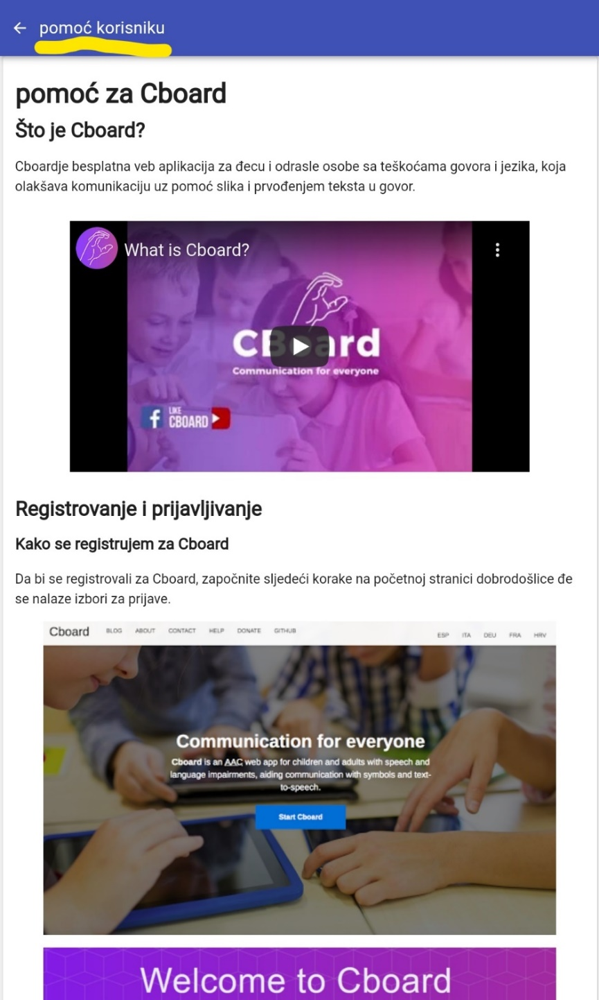 pomoć korisniku
pomoć za Cboard
Što je Cboard?
Cboardje besplatna veb aplikacija za đecu i odrasle osobe sa teškoćama govora i jezika, koja
olakšava komunikaciju uz pomoć slika i prvođenjem teksta u govor.
What is Cboard?
Communication for everyone
LIKE
CBOARD
Registrovanje i prijavljivanje
Kako se registrujem za Cboard
Da bi se registrovali za Cboard, započnite sljedeći korake na početnoj stranici dobrodošlice đe
se nalaze izbori za prijave.
Cboard BLOG ABOUT CONTACT HELP DONATE GITHUB ESP ITA DEU FRA HRV
Communication for everyone
Cboard is an AAC web app for children and adults with speech and
language impairments, aiding communication with symbols and text-
to-speech.
Start Cboard
Welcome to Cboard